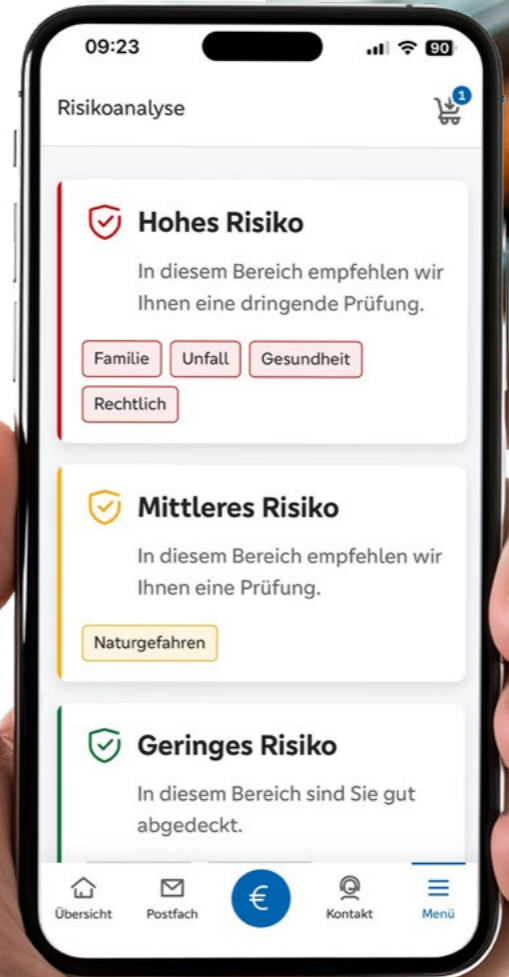 09:23
90
Risikoanalyse
1
Hohes Risiko
In diesem Bereich empfehlen wir
Ihnen eine dringende Prüfung.
Familie Unfall Gesundheit
Rechtlich
Mittleres Risiko
In diesem Bereich empfehlen wir
Ihnen eine Prüfung.
Naturgefahren
Geringes Risiko
In diesem Bereich sind Sie gut
abgedeckt.
€
Übersicht Postfach Kontakt Menü